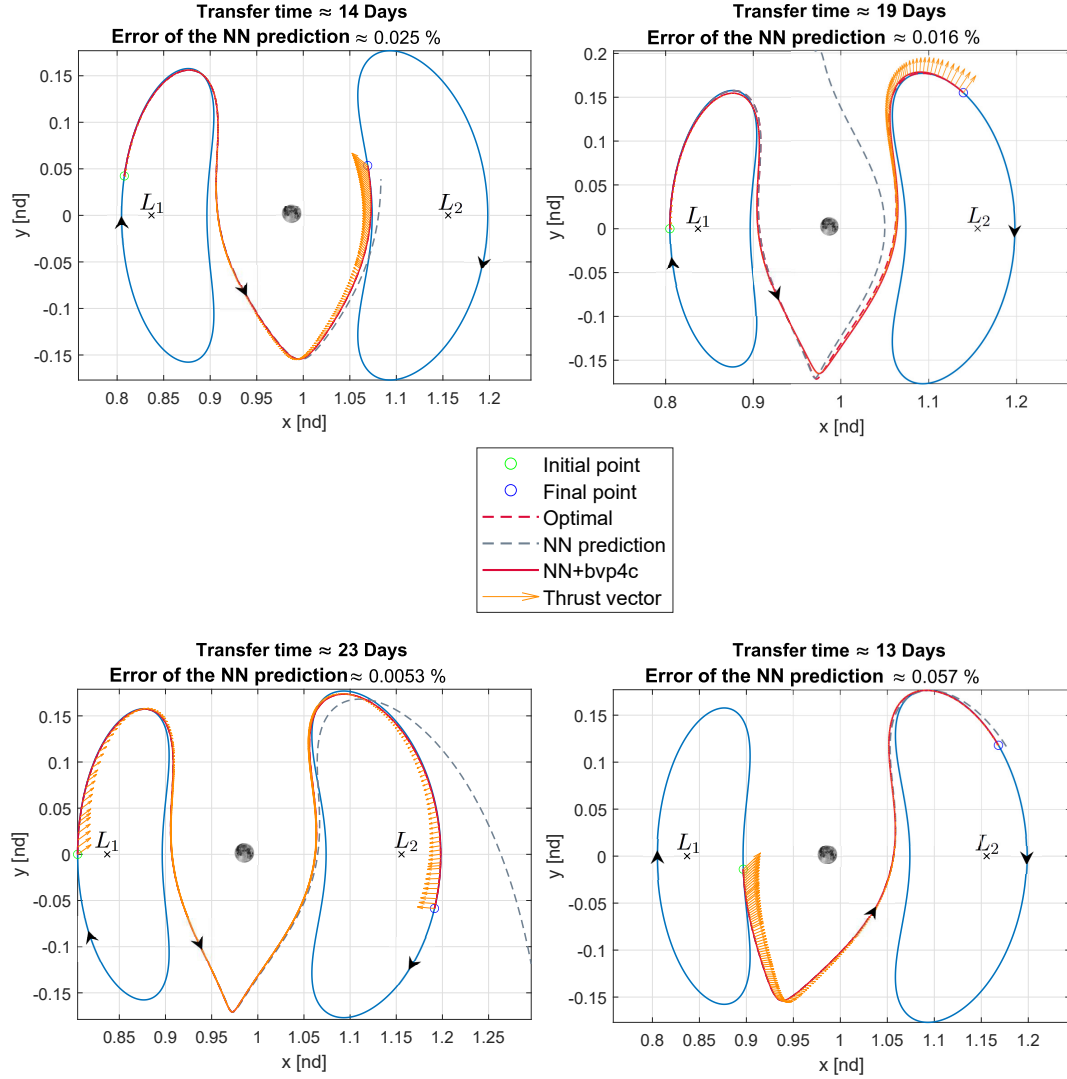 Transfer time ≈ 14 Days
Error of the NN prediction ≈ 0.025 %
0.15
0.1
0.05
0
-0.05
-0.1
-0.15
y [nd]
L1
L2
0.8 0.85 0.9 0.95 1 1.05 1.1 1.15 1.2
x [nd]
Transfer time ≈ 19 Days
Error of the NN prediction ≈ 0.016 %
0.2
0.15
0.1
0.05
0
-0.05
-0.1
-0.15
y [nd]
L1
L2
0.8 0.9 1 1.1 1.2
x [nd]
Initial point
Final point
Optimal
NN prediction
NN+bvp4c
Thrust vector
Transfer time ≈ 23 Days
Error of the NN prediction ≈ 0.0053 %
0.15
0.1
0.05
0
-0.05
-0.1
-0.15
y [nd]
L1
L2
0.85 0.9 0.95 1 1.05 1.1 1.15 1.2 1.25
x [nd]
Transfer time ≈ 13 Days
Error of the NN prediction ≈ 0.057 %
0.15
0.1
0.05
0
-0.05
-0.1
-0.15
y [nd]
L1
L2
0.8 0.85 0.9 0.95 1 1.05 1.1 1.15 1.2
x [nd]